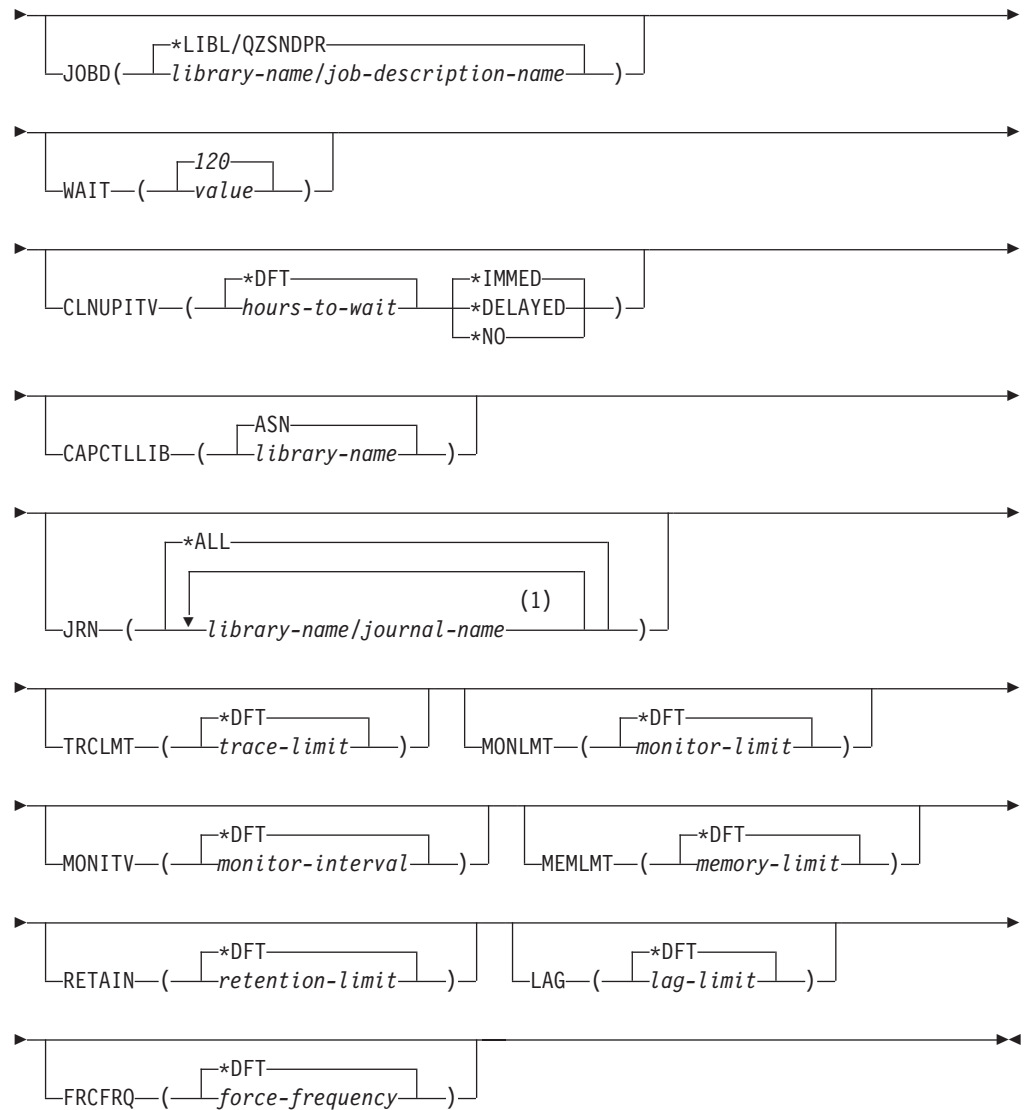 *LIBL/QZSNDPR
JOBD( library-name/job-description-name )
120
WAIT ( value )
*DFT *IMMED
CLNUPITV ( hours-to-wait *DELAYED )
*NO
ASN
CAPCTLLIB ( library-name )
*ALL
(1)
JRN ( library-name/journal-name )
*DFT *DFT
TRCLMT ( trace-limit ) MONLMT ( monitor-limit )
*DFT *DFT
MONITV ( monitor-interval ) MEMLMT ( memory-limit )
*DFT *DFT
RETAIN ( retention-limit ) LAG ( lag-limit )
*DFT
FRCFRQ ( force-frequency )